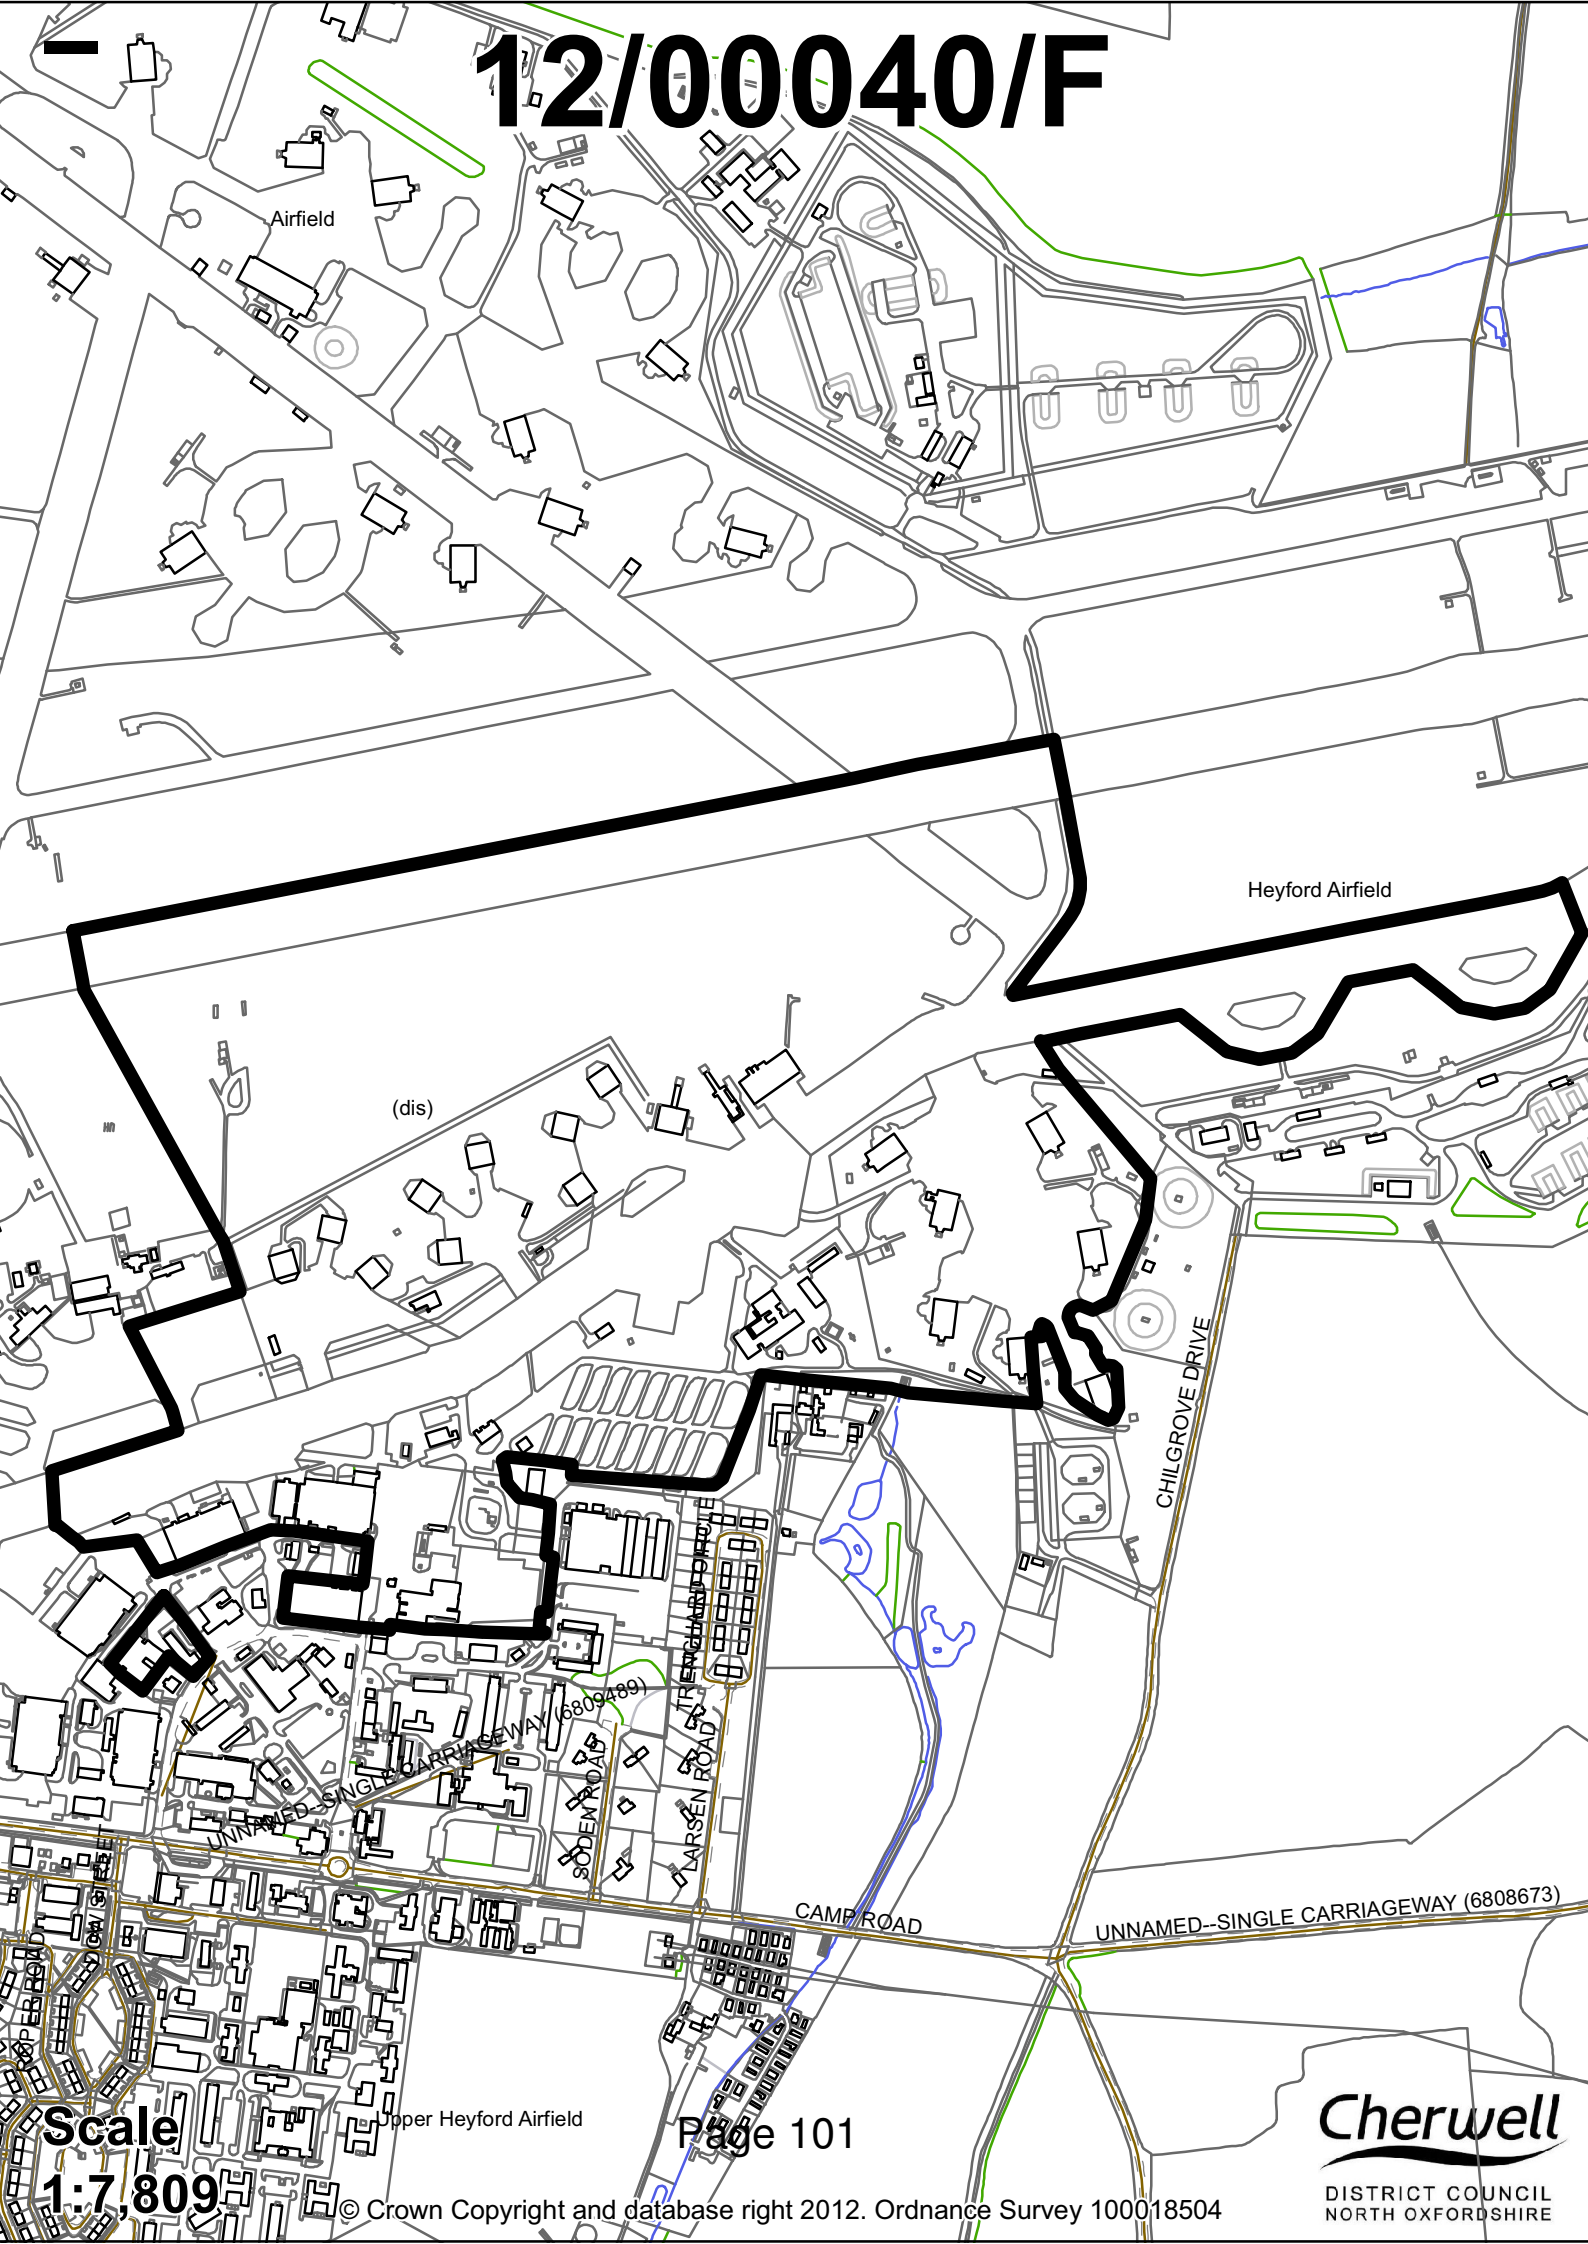 12/00040/F
Airfield
Heyford Airfield
(dis)
CHILGROVE DRIVE
TRENCHARD CIRCLE
UNNAMED--SINGLE CARRIAGEWAY (6809489)
SODEN ROAD
LARSEN ROAD
CAMP ROAD
UNNAMED--SINGLE CARRIAGEWAY (6808673)
ROPER ROAD
Upper Heyford Airfield
Page 101
Scale
1:7,809
© Crown Copyright and database right 2012. Ordnance Survey 100018504
Cherwell
DISTRICT COUNCIL
NORTH OXFORDSHIRE